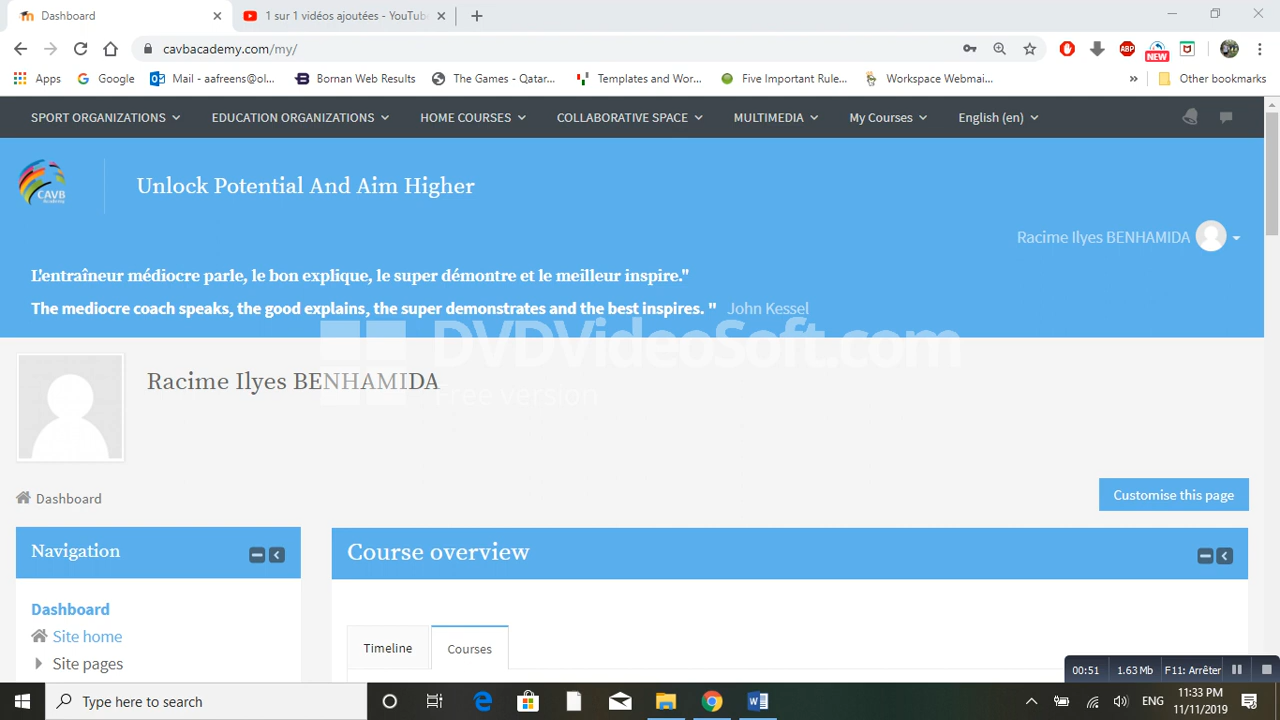 Dashboard
1 sur 1 vidéos ajoutées - YouTube
cavbacademy.com/my/
ABP
NEW
Apps
Google
Mail - aafreens@ol...
Bornan Web Results
The Games - Qatar...
Templates and Wor...
Five Important Rule...
Workspace Webmai...
»
Other bookmarks
SPORT ORGANIZATIONS
EDUCATION ORGANIZATIONS
HOME COURSES
COLLABORATIVE SPACE
MULTIMEDIA
My Courses
English (en)
CAVB
Unlock Potential And Aim Higher
Racime Ilyes BENHAMIDA
L'entraîneur médiocre parle, le bon explique, le super démontre et le meilleur inspire."
The mediocre coach speaks, the good explains, the super demonstrates and the best inspires. " John Kessel
DVDVideoSoft.com
Free version
Racime Ilyes BENHAMIDA
Dashboard
Customise this page
Navigation
Course overview
Dashboard
Site home
Site pages
Timeline
Courses
00:51
1.63 Mb
F11: Arrêter
Type here to search
ENG
11:33 PM
11/11/2019